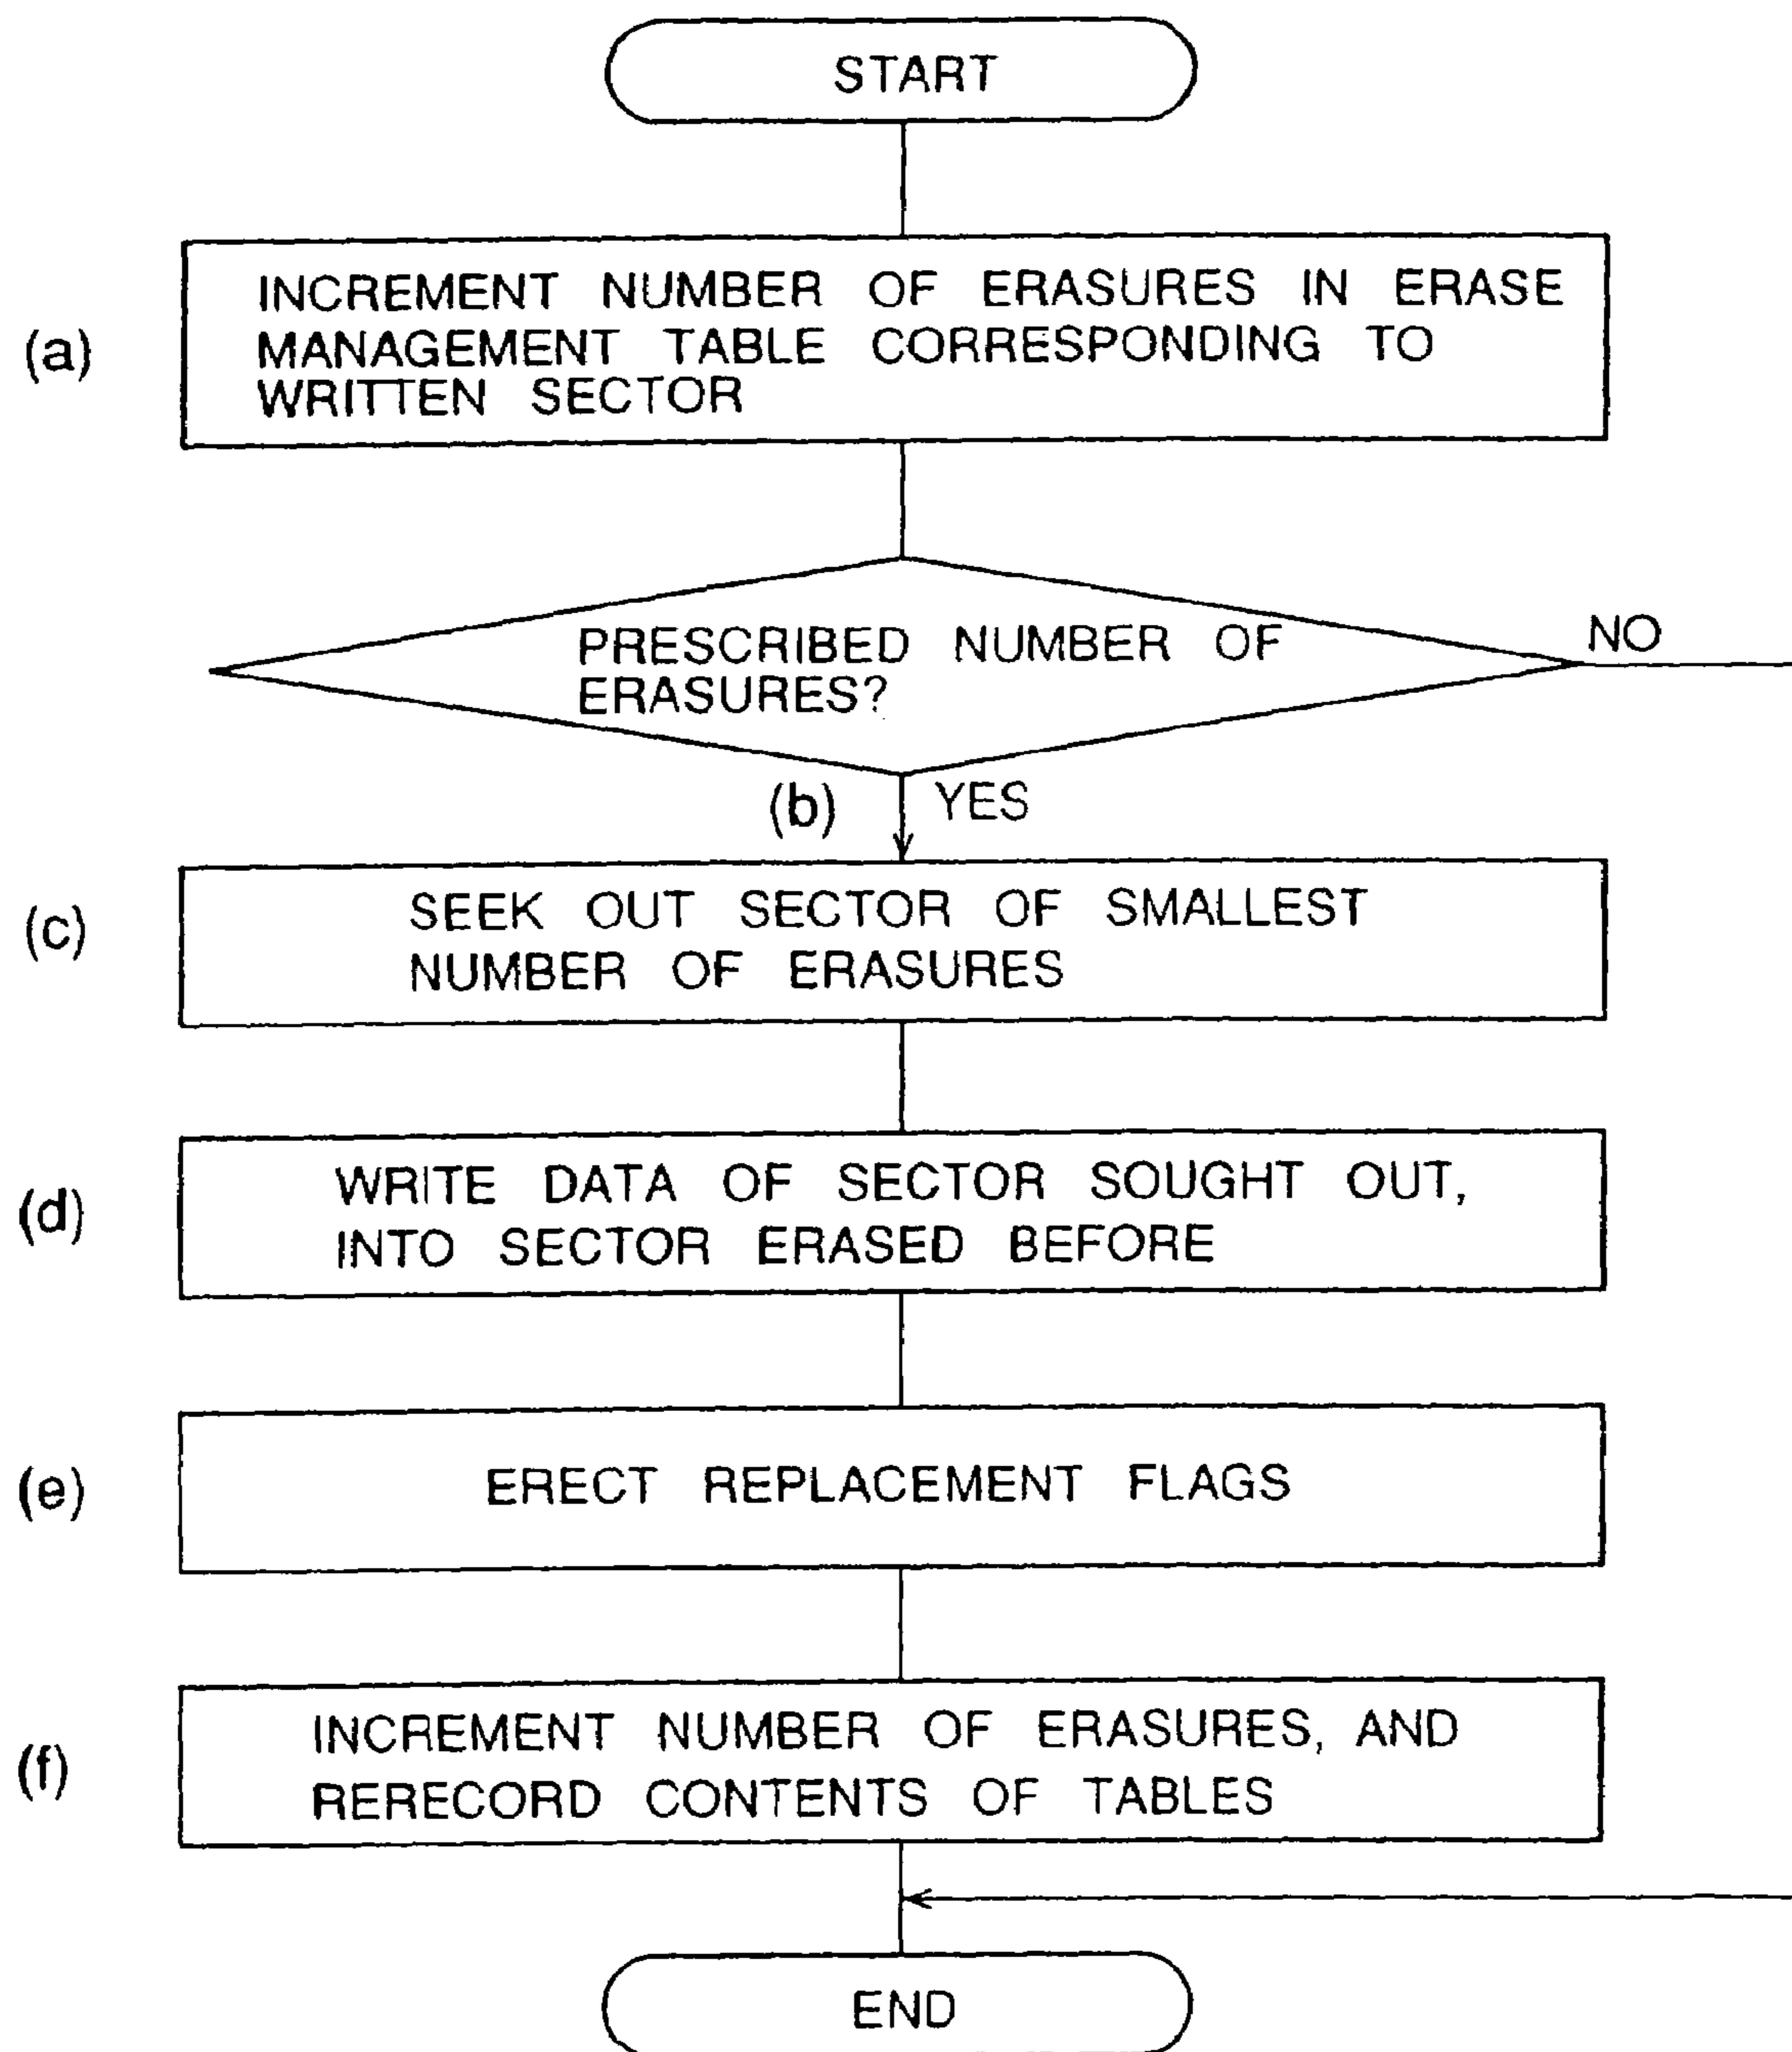 START
(a)
INCREMENT NUMBER OF ERASURES IN ERASE
MANAGEMENT TABLE CORRESPONDING TO
WRITTEN SECTOR
PRESCRIBED NUMBER OF
ERASURES?
NO
(b)
YES
(c)
SEEK OUT SECTOR OF SMALLEST
NUMBER OF ERASURES
(d)
WRITE DATA OF SECTOR SOUGHT OUT,
INTO SECTOR ERASED BEFORE
(e)
ERECT REPLACEMENT FLAGS
(f)
INCREMENT NUMBER OF ERASURES, AND
RERECORD CONTENTS OF TABLES
END